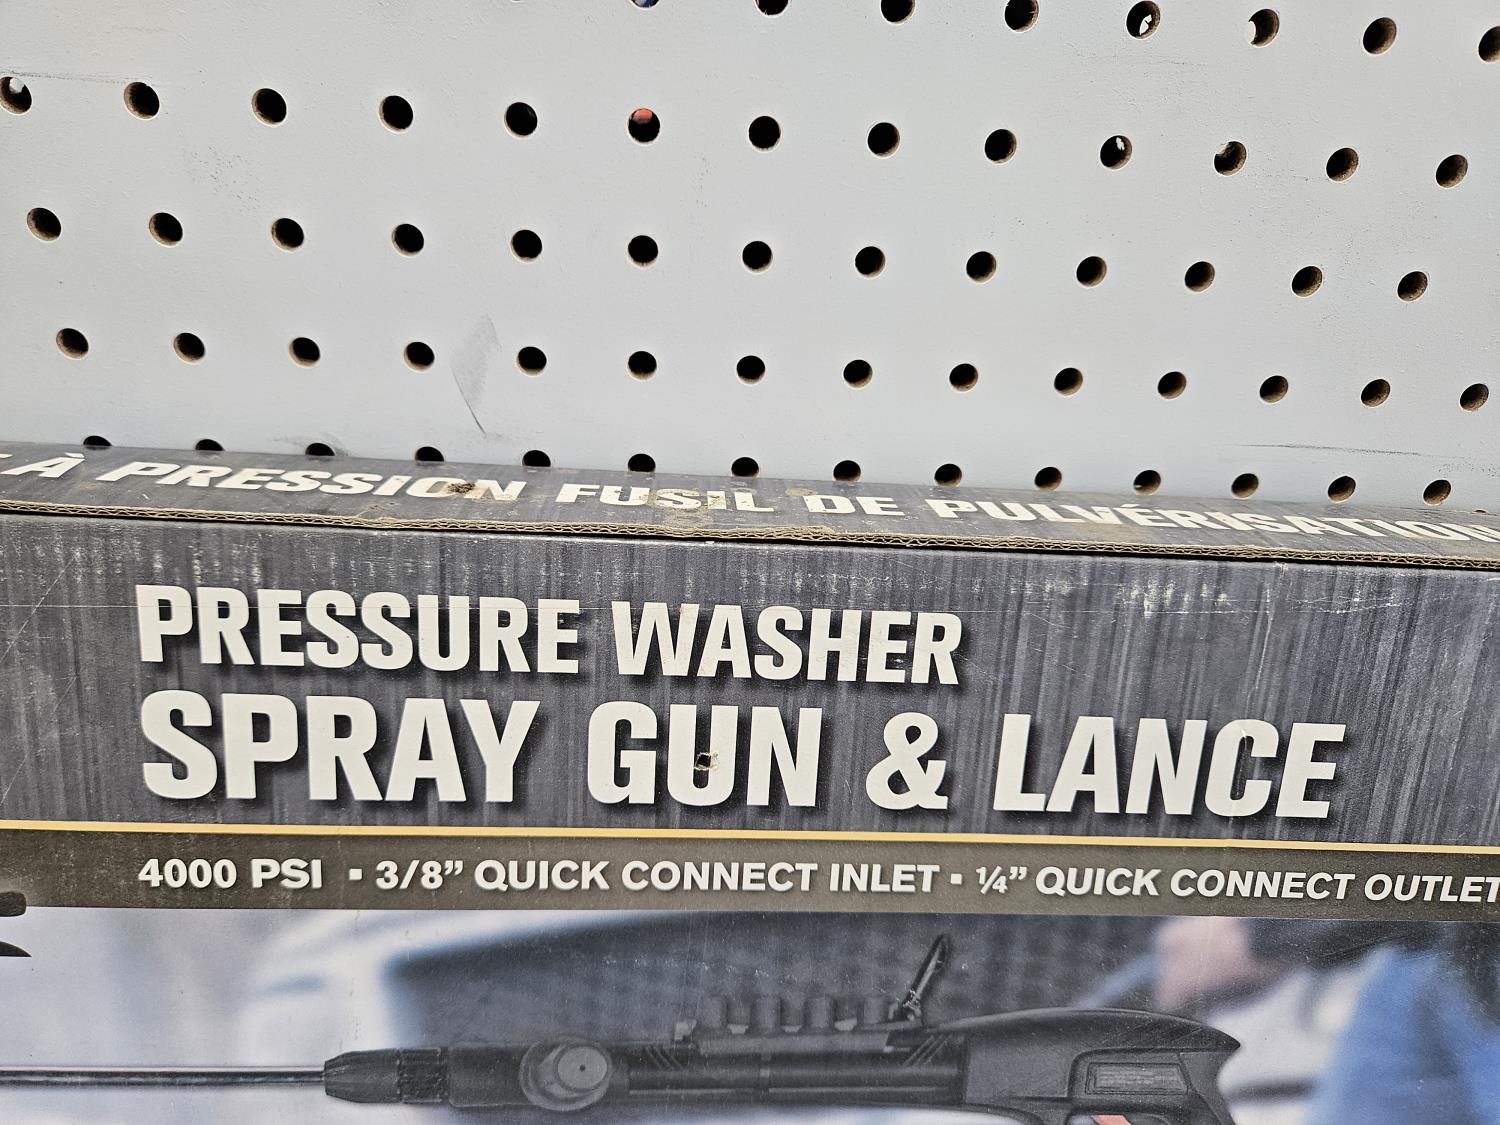 À PRESSION FUSIL DE PULVÉRISATION
PRESSURE WASHER
SPRAY GUN & LANCE
4000 PSI ▪ 3/8” QUICK CONNECT INLET ▪ ¼” QUICK CONNECT OUTLET